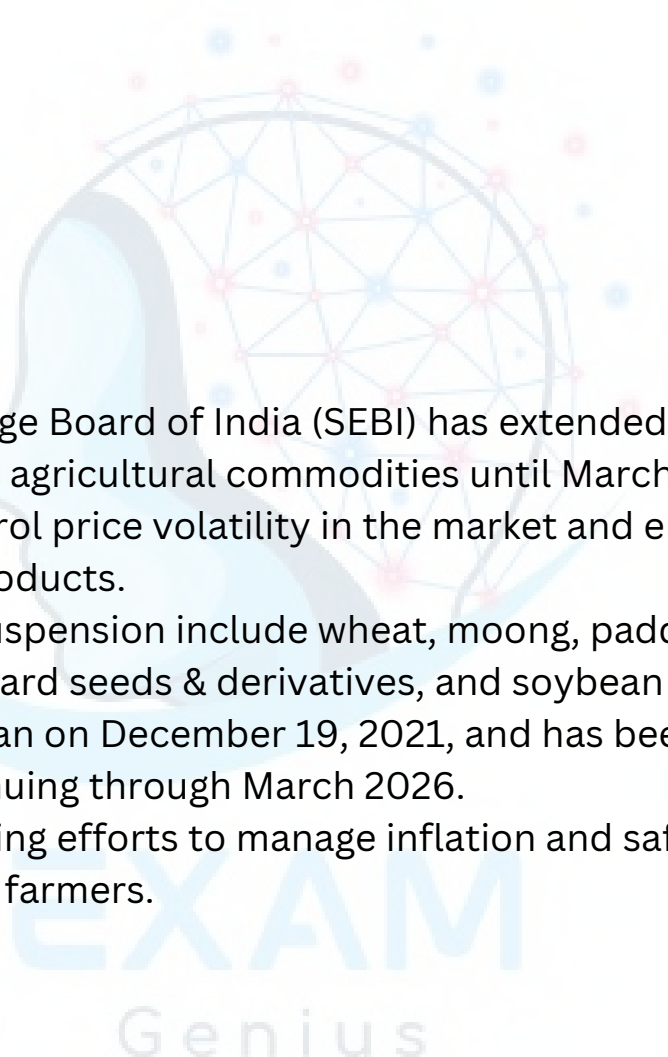 ge Board of India (SEBI) has extended
agricultural commodities until March
rol price volatility in the market and e
oducts.
uspension include wheat, moong, padd
ard seeds & derivatives, and soybean
an on December 19, 2021, and has bee
nuing through March 2026.
ing efforts to manage inflation and saf
farmers.
EXAM
Genius